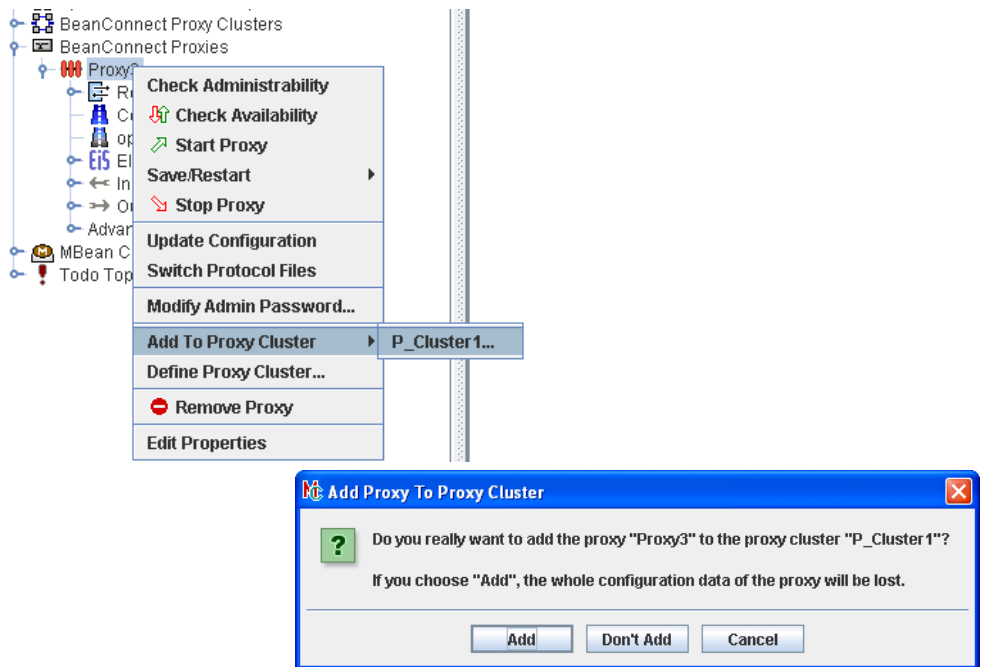 BeanConnect Proxy Clusters
BeanConnect Proxies
Proxy3
Check Administrability
Check Availability
Start Proxy
Save/Restart
Stop Proxy
Update Configuration
Switch Protocol Files
Modify Admin Password...
Add To Proxy Cluster
P_Cluster1...
Define Proxy Cluster...
Remove Proxy
Edit Properties
EIS
MBean C
Todo Top
Add Proxy To Proxy Cluster
Do you really want to add the proxy "Proxy3" to the proxy cluster "P_Cluster1"?
If you choose "Add", the whole configuration data of the proxy will be lost.
Add
Don't Add
Cancel